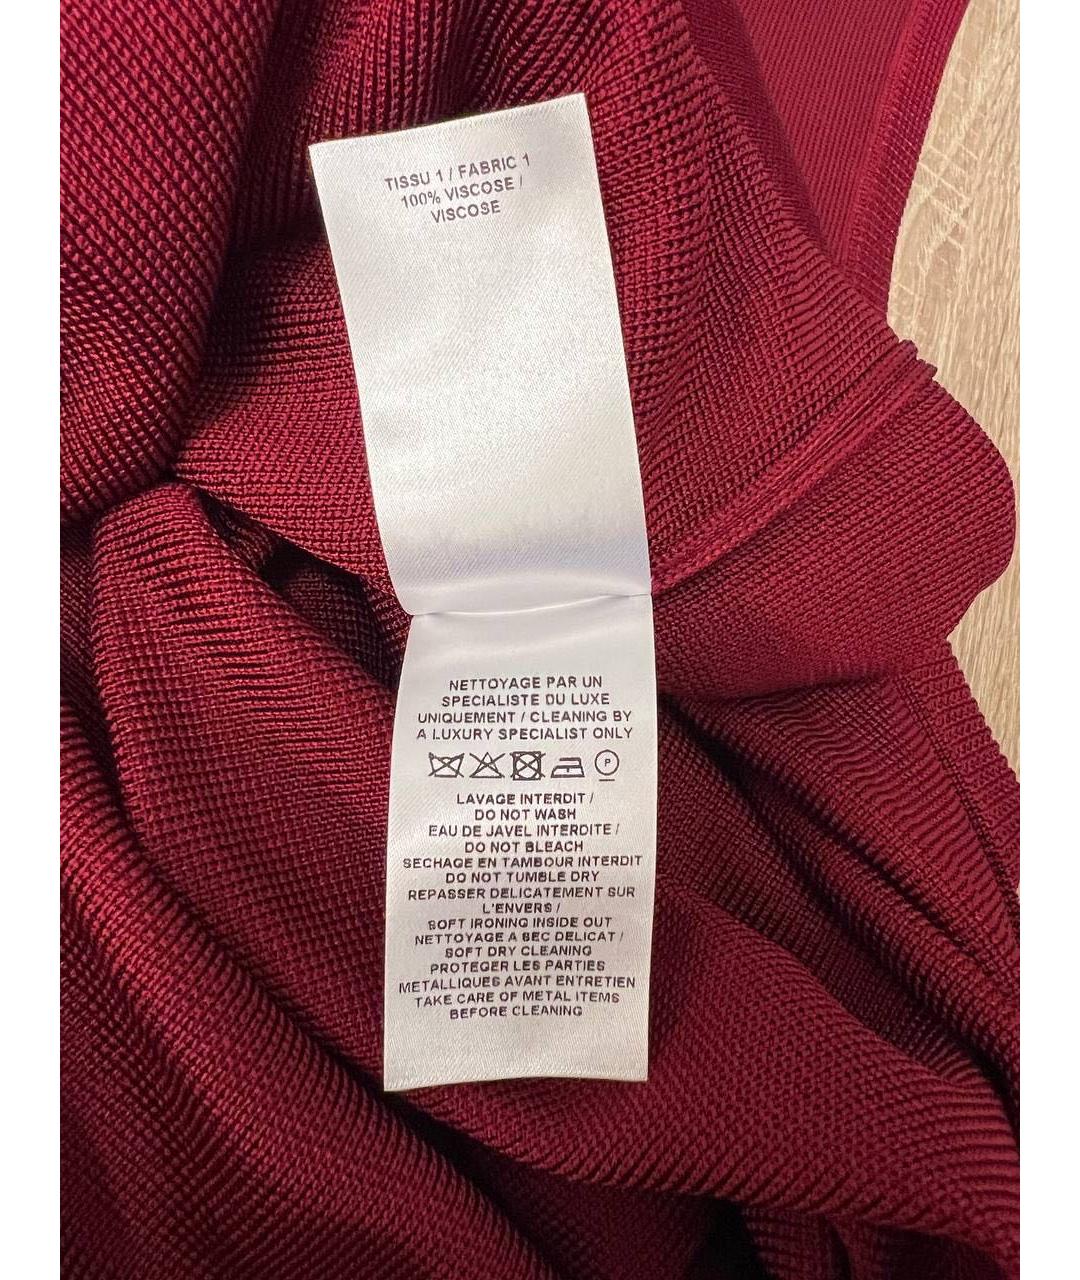 TISSU 1 / FABRIC 1
100% VISCOSE /
VISCOSE
NETTOYAGE PAR UN
SPECIALISTE DU LUXE
UNIQUEMENT / CLEANING BY
A LUXURY SPECIALIST ONLY
P
LAVAGE INTERDIT /
DO NOT WASH
EAU DE JAVEL INTERDITE /
DO NOT BLEACH
SECHAGE EN TAMBOUR INTERDIT
DO NOT TUMBLE DRY
REPASSER DELICATEMENT SUR
L'ENVERS /
SOFT IRONING INSIDE OUT
NETTOYAGE A SEC DELICAT /
SOFT DRY CLEANING
PROTEGER LES PARTIES
METALLIQUES AVANT ENTRETIEN
TAKE CARE OF METAL ITEMS
BEFORE CLEANING